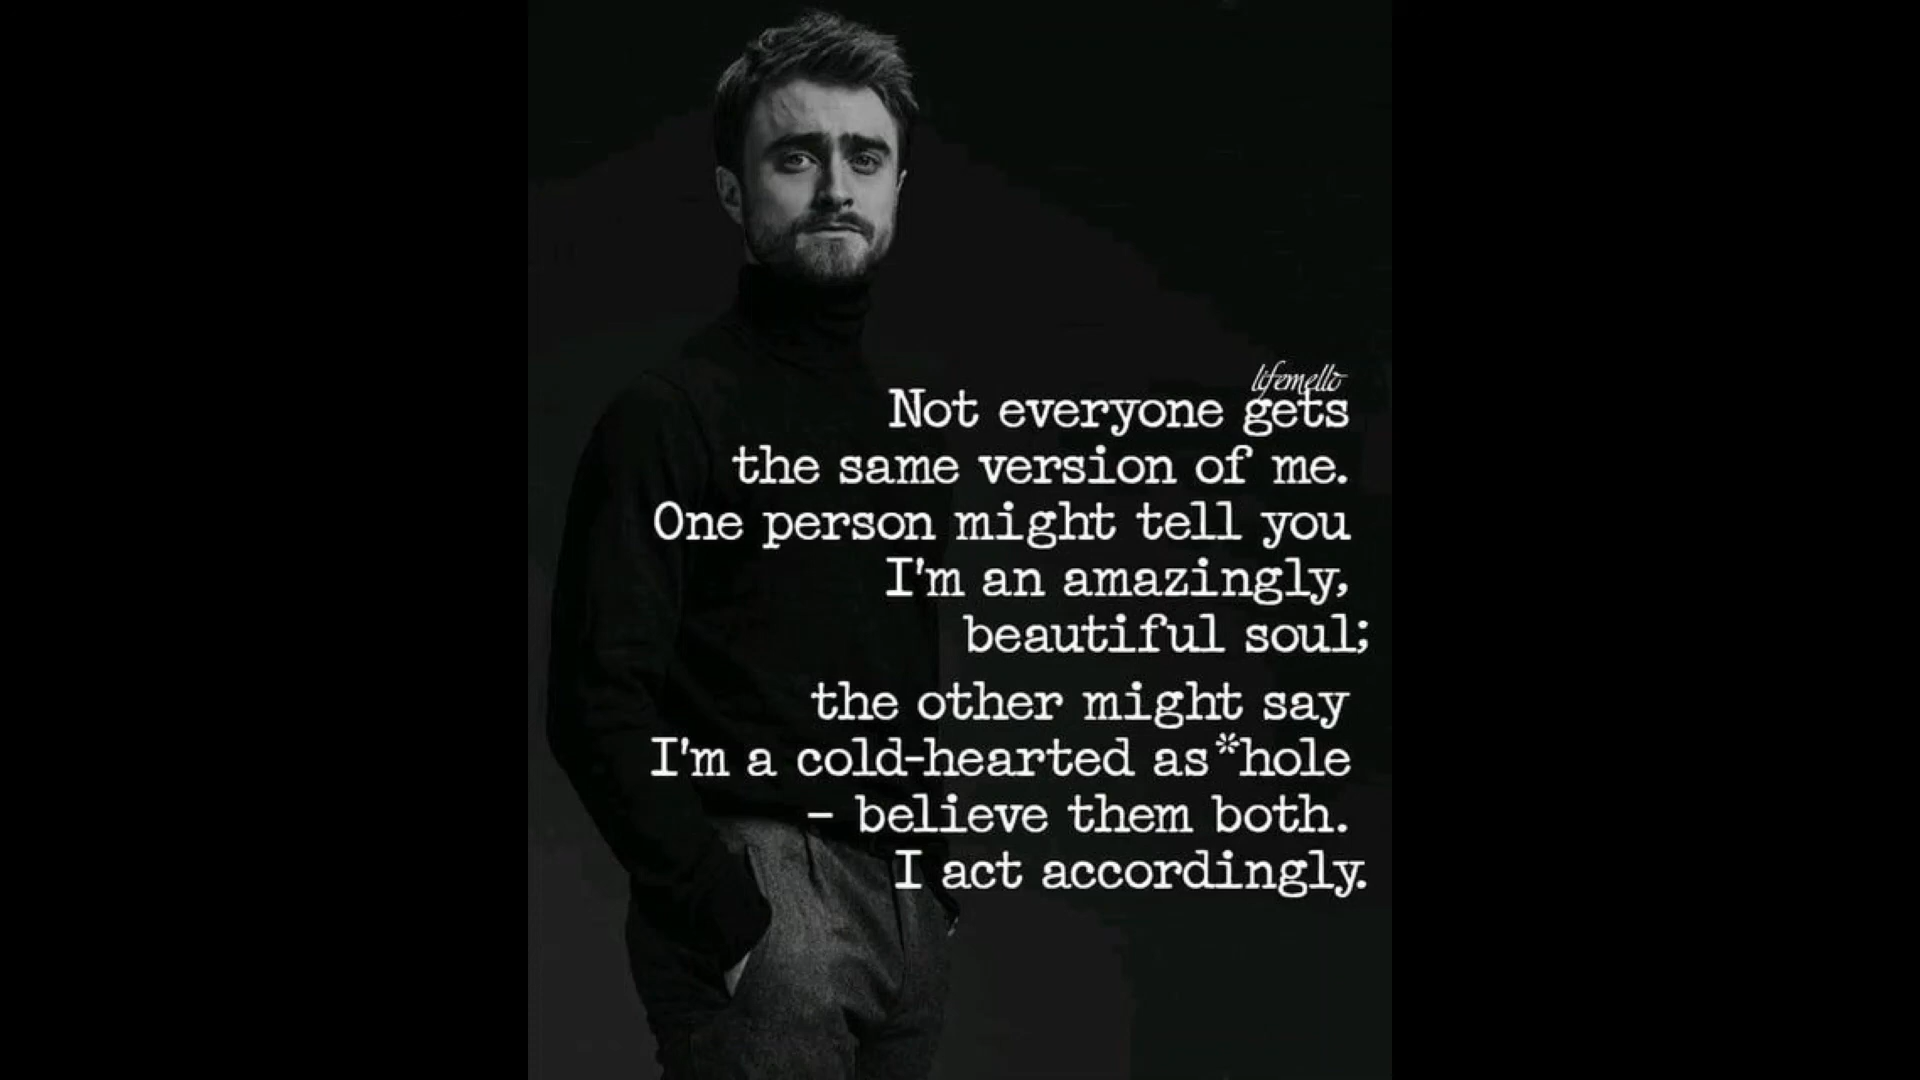 lifemello
Not everyone gets
the same version of me.
One person might tell you
I'm an amazingly,
beautiful soul;
the other might say
I'm a cold-hearted as*hole
- believe them both.
I act accordingly.